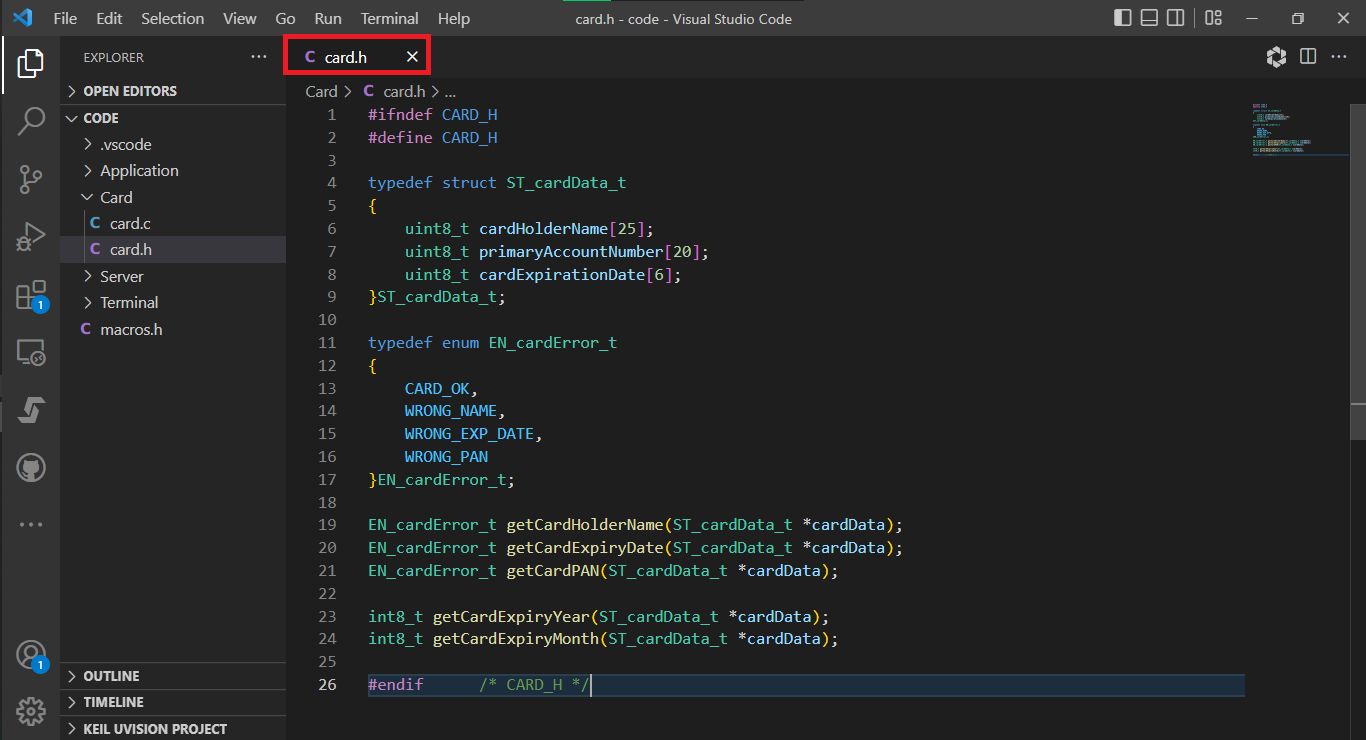 File Edit Selection View Go Run Terminal Help
card.h - code - Visual Studio Code
EXPLORER
OPEN EDITORS
CODE
.vscode
Application
Card
C card.c
C card.h
Server
Terminal
C macros.h
1
1
OUTLINE
TIMELINE
KEIL UVISION PROJECT
C card.h
Card > C card.h > ...
1 #ifndef CARD_H
2 #define CARD_H
3
4 typedef struct ST_cardData_t
5 {
6 uint8_t cardHolderName[25];
7 uint8_t primaryAccountNumber[20];
8 uint8_t cardExpirationDate[6];
9 }ST_cardData_t;
10
11 typedef enum EN_cardError_t
12 {
13 CARD_OK,
14 WRONG_NAME,
15 WRONG_EXP_DATE,
16 WRONG_PAN
17 }EN_cardError_t;
18
19 EN_cardError_t getCardHolderName(ST_cardData_t *cardData);
20 EN_cardError_t getCardExpiryDate(ST_cardData_t *cardData);
21 EN_cardError_t getCardPAN(ST_cardData_t *cardData);
22
23 int8_t getCardExpiryYear(ST_cardData_t *cardData);
24 int8_t getCardExpiryMonth(ST_cardData_t *cardData);
25
26 #endif /* CARD_H */